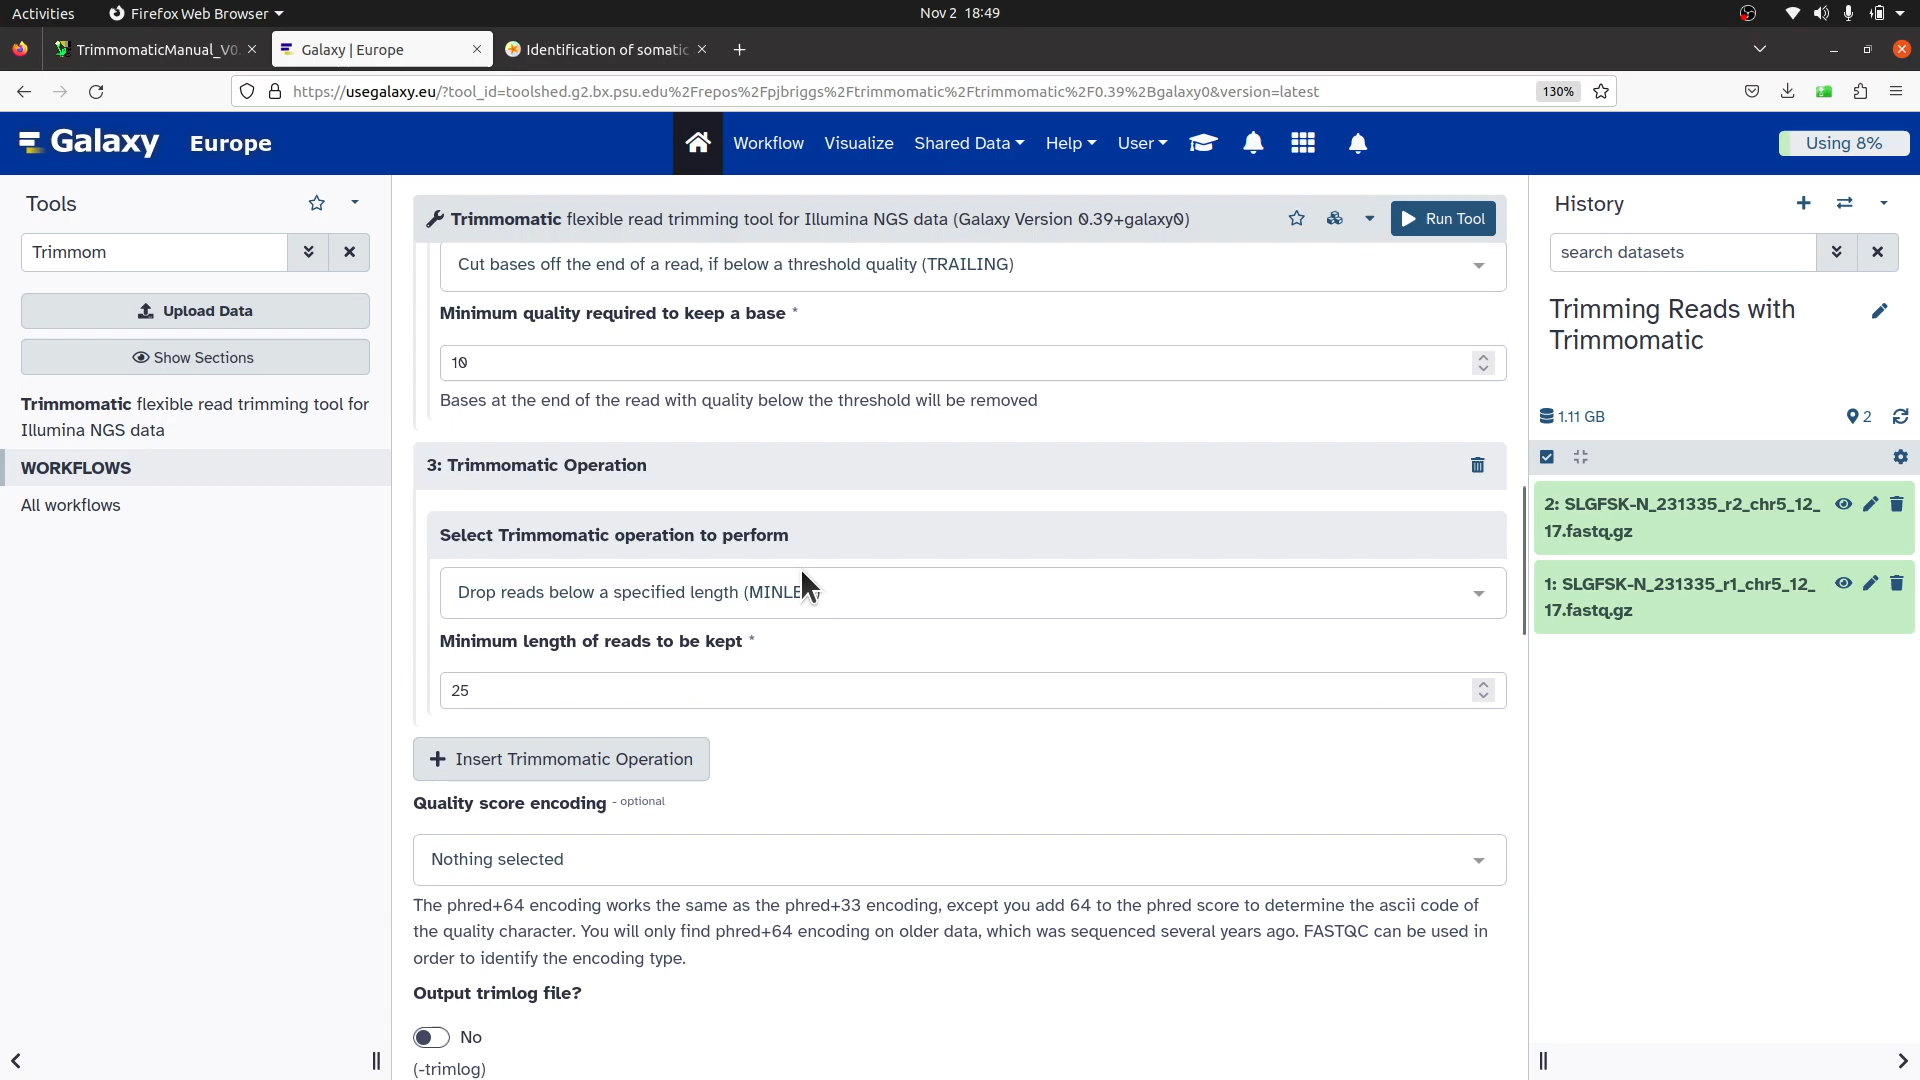 Activities
Firefox Web Browser
Nov 2 18:49
TrimmomaticManual_V0.
Galaxy | Europe
Identification of somatic
https://usegalaxy.eu/?tool_id=toolshed.g2.bx.psu.edu%2Frepos%2Fpjbriggs%2Ftrimmomatic%2Ftrimmomatic%2F0.39%2Bgalaxy0&version=latest
130%
Galaxy Europe
Workflow
Visualize
Shared Data
Help
User
Using 8%
Tools
Trimmom
Upload Data
Show Sections
Trimmomatic flexible read trimming tool for
Illumina NGS data
WORKFLOWS
All workflows
Trimmomatic flexible read trimming tool for Illumina NGS data (Galaxy Version 0.39+galaxy0)
Run Tool
Cut bases off the end of a read, if below a threshold quality (TRAILING)
Minimum quality required to keep a base *
10
Bases at the end of the read with quality below the threshold will be removed
3: Trimmomatic Operation
Select Trimmomatic operation to perform
Drop reads below a specified length (MINLE
Minimum length of reads to be kept *
25
Insert Trimmomatic Operation
Quality score encoding - optional
Nothing selected
The phred+64 encoding works the same as the phred+33 encoding, except you add 64 to the phred score to determine the ascii code of
the quality character. You will only find phred+64 encoding on older data, which was sequenced several years ago. FASTQC can be used in
order to identify the encoding type.
Output trimlog file?
No
(-trimlog)
History
search datasets
Trimming Reads with
Trimmomatic
1.11 GB
2
2: SLGFSK-N_231335_r2_chr5_12_
17.fastq.gz
1: SLGFSK-N_231335_r1_chr5_12_
17.fastq.gz